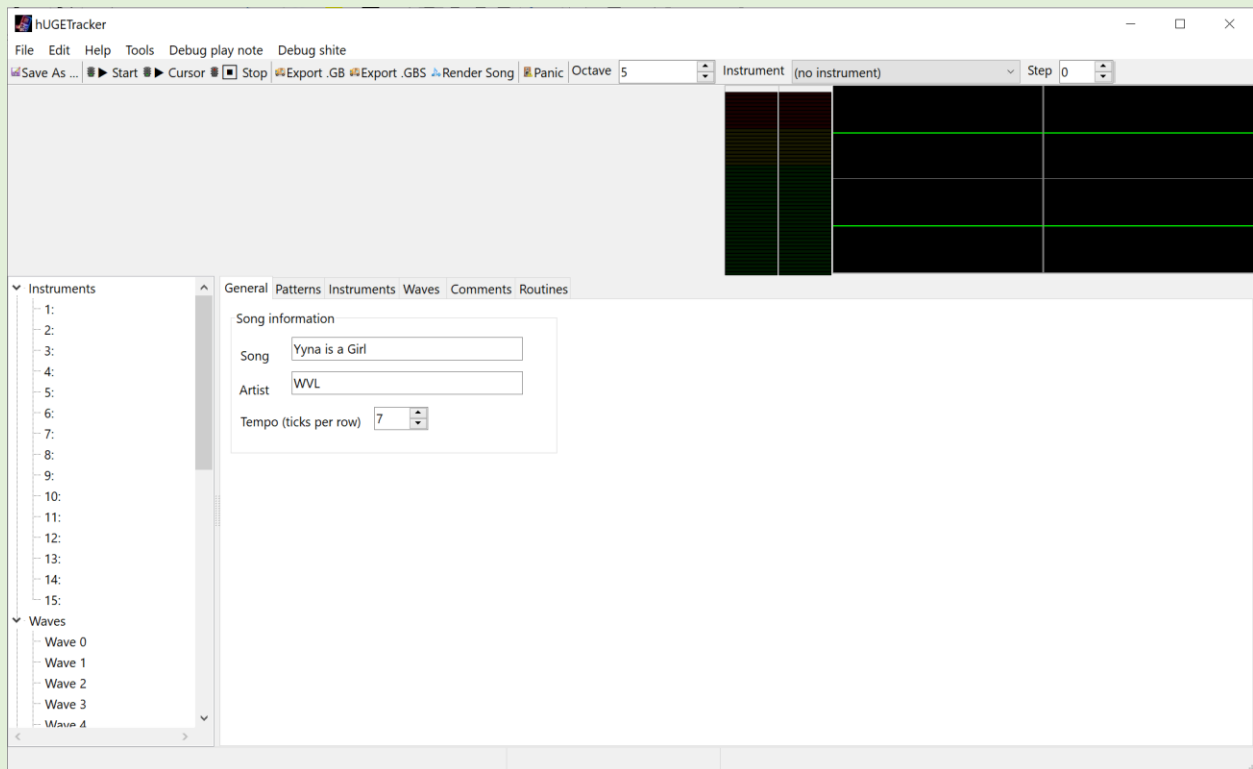 hUGETracker
File Edit Help Tools Debug play note Debug shite
Save As ... Start Cursor Stop Export .GB Export .GBS Render Song Panic Octave 5 Instrument (no instrument) Step 0
Instruments
1:
2:
3:
4:
5:
6:
7:
8:
9:
10:
11:
12:
13:
14:
15:
Waves
Wave 0
Wave 1
Wave 2
Wave 3
Wave 4
General Patterns Instruments Waves Comments Routines
Song information
Song Yyna is a Girl
Artist WVL
Tempo (ticks per row) 7